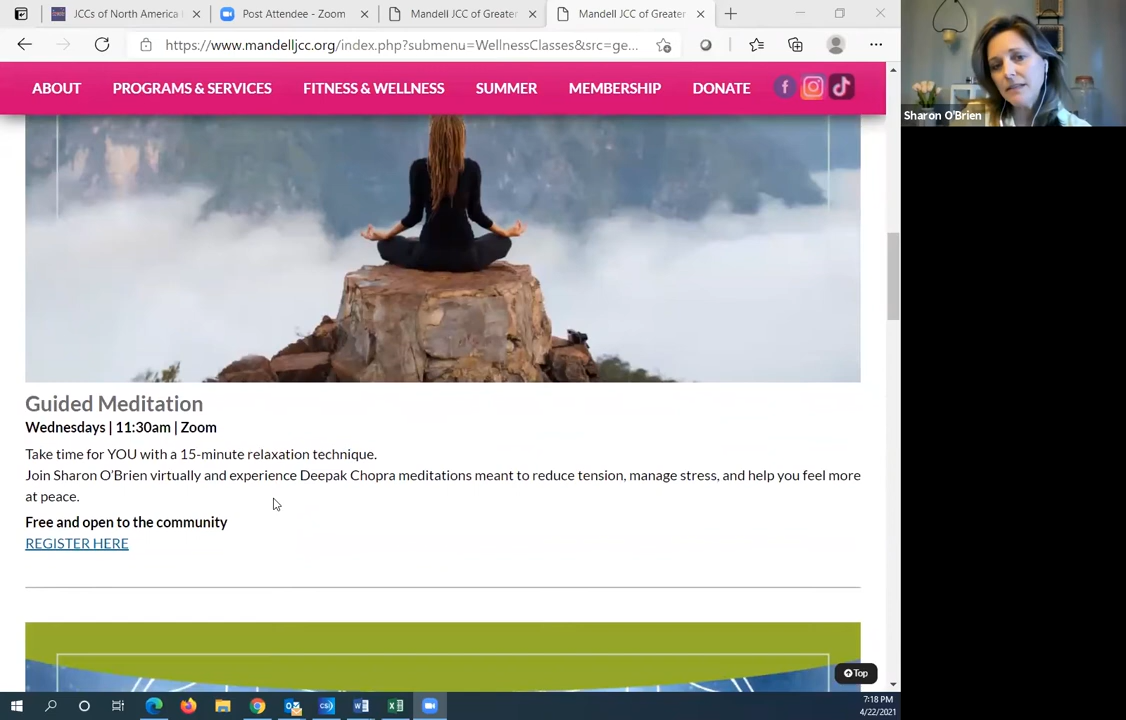 JCCs of North America
Post Attendee - Zoom
Mandell JCC of Greater
Mandell JCC of Greater
https://www.mandelljcc.org/index.php?submenu=WellnessClasses&src=ge...
ABOUT PROGRAMS & SERVICES FITNESS & WELLNESS SUMMER MEMBERSHIP DONATE
Sharon O'Brien
Guided Meditation
Wednesdays | 11:30am | Zoom
Take time for YOU with a 15-minute relaxation technique.
Join Sharon O'Brien virtually and experience Deepak Chopra meditations meant to reduce tension, manage stress, and help you feel more
at peace.
Free and open to the community
REGISTER HERE
Top
7:18 PM
4/22/2021